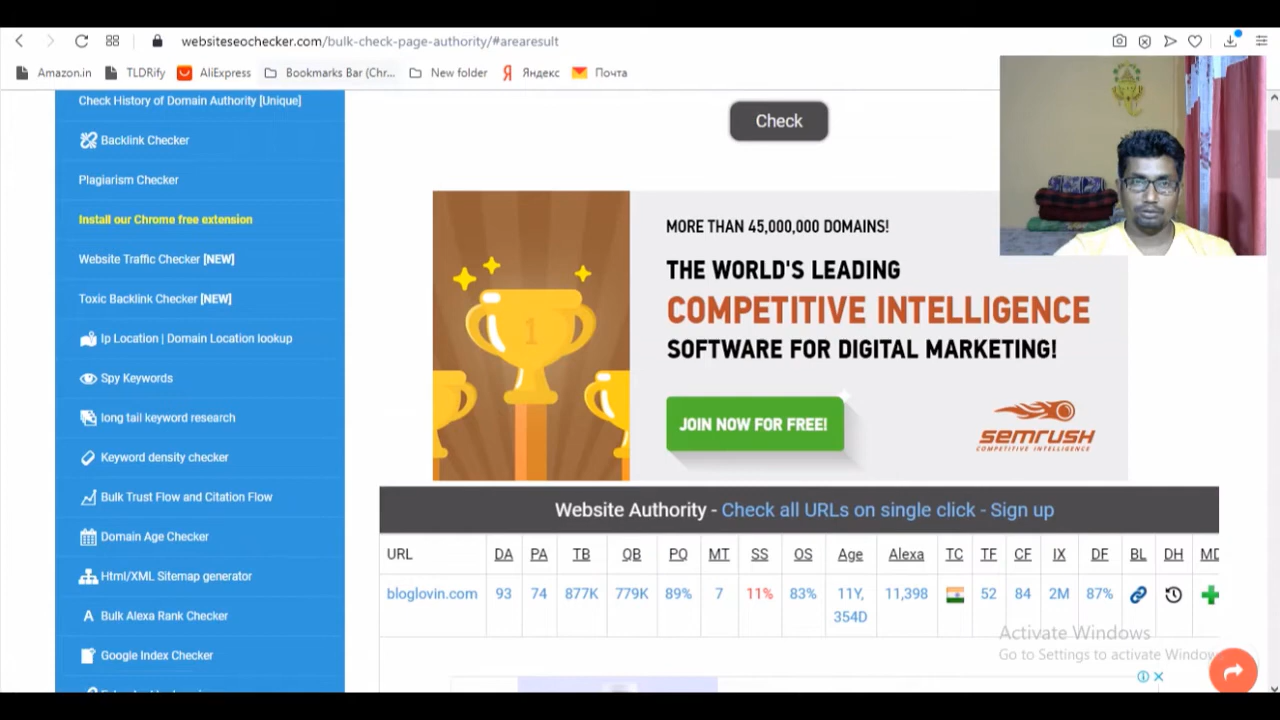 websiteseochecker.com/bulk-check-page-authority/#arearesult
Amazon.in TLDRify AliExpress Bookmarks Bar (Chr... New folder Яндекс Почта
Check History of Domain Authority [Unique]
Backlink Checker
Plagiarism Checker
Install our Chrome free extension
Website Traffic Checker [NEW]
Toxic Backlink Checker [NEW]
Ip Location | Domain Location lookup
Spy Keywords
long tail keyword research
Keyword density checker
Bulk Trust Flow and Citation Flow
Domain Age Checker
Html/XML Sitemap generator
Bulk Alexa Rank Checker
Google Index Checker
Check
MORE THAN 45,000,000 DOMAINS!
THE WORLD'S LEADING
COMPETITIVE INTELLIGENCE
SOFTWARE FOR DIGITAL MARKETING!
JOIN NOW FOR FREE!
SEMRUSH
COMPETITIVE INTELLIGENCE
1
Website Authority - Check all URLs on single click - Sign up
URL DA PA TB QB PQ MT SS OS Age Alexa TC TF CF IX DF BL DH MD
bloglovin.com 93 74 877K 779K 89% 7 11% 83% 11Y, 11,398 52 84 2M 87%
354D
Activate Windows
Go to Settings to activate Windows